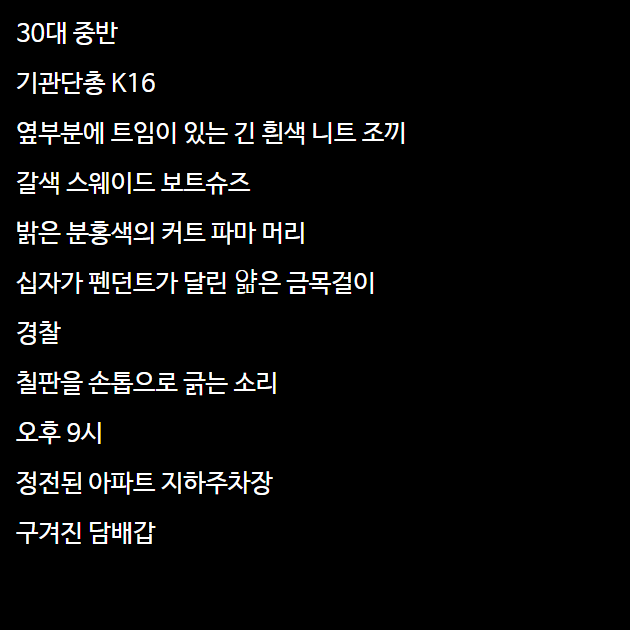 30대 중반
기관단총 K16
옆부분에 트임이 있는 긴 흰색 니트 조끼
갈색 스웨이드 보트슈즈
밝은 분홍색의 커트 파마 머리
십자가 펜던트가 달린 얇은 금목걸이
경찰
칠판을 손톱으로 긁는 소리
오후 9시
정전된 아파트 지하주차장
구겨진 담배갑